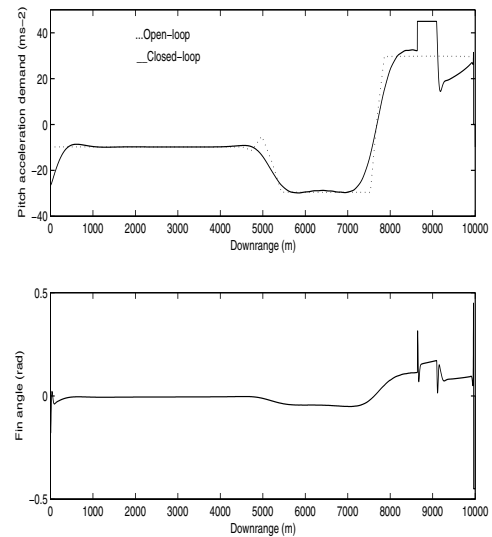 40
20
0
−20
−40
Pitch acceleration demand (ms−2)
...Open−loop
__Closed−loop
0 1000 2000 3000 4000 5000 6000 7000 8000 9000 10000
Downrange (m)
0.5
0
−0.5
Fin angle (rad)
0 1000 2000 3000 4000 5000 6000 7000 8000 9000 10000
Downrange (m)